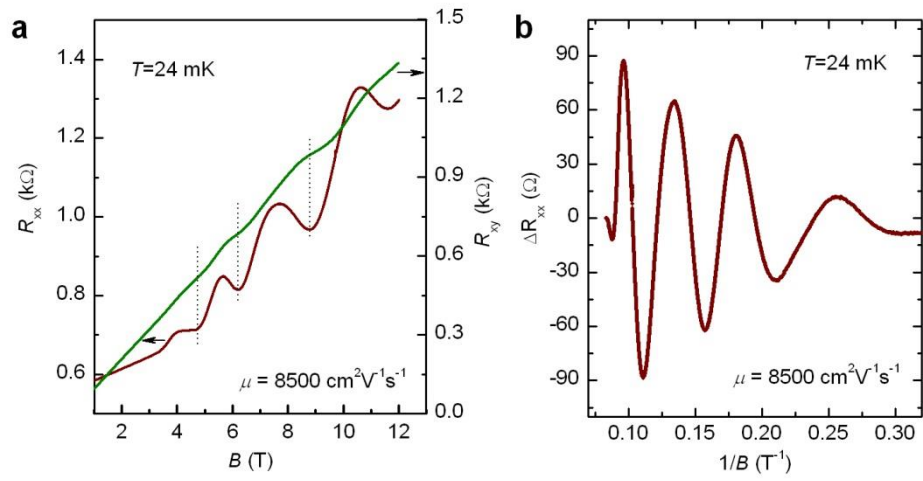 a
T=24 mK
1.4
1.2
1.0
0.8
0.6
R_xx (kΩ)
1.5
1.2
0.9
0.6
0.3
0.0
R_xy (kΩ)
μ = 8500 cm²V⁻¹s⁻¹
2 4 6 8 10 12
B (T)
b
T=24 mK
90
60
30
0
-30
-60
-90
ΔR_xx (Ω)
μ = 8500 cm²V⁻¹s⁻¹
0.10 0.15 0.20 0.25 0.30
1/B (T⁻¹)